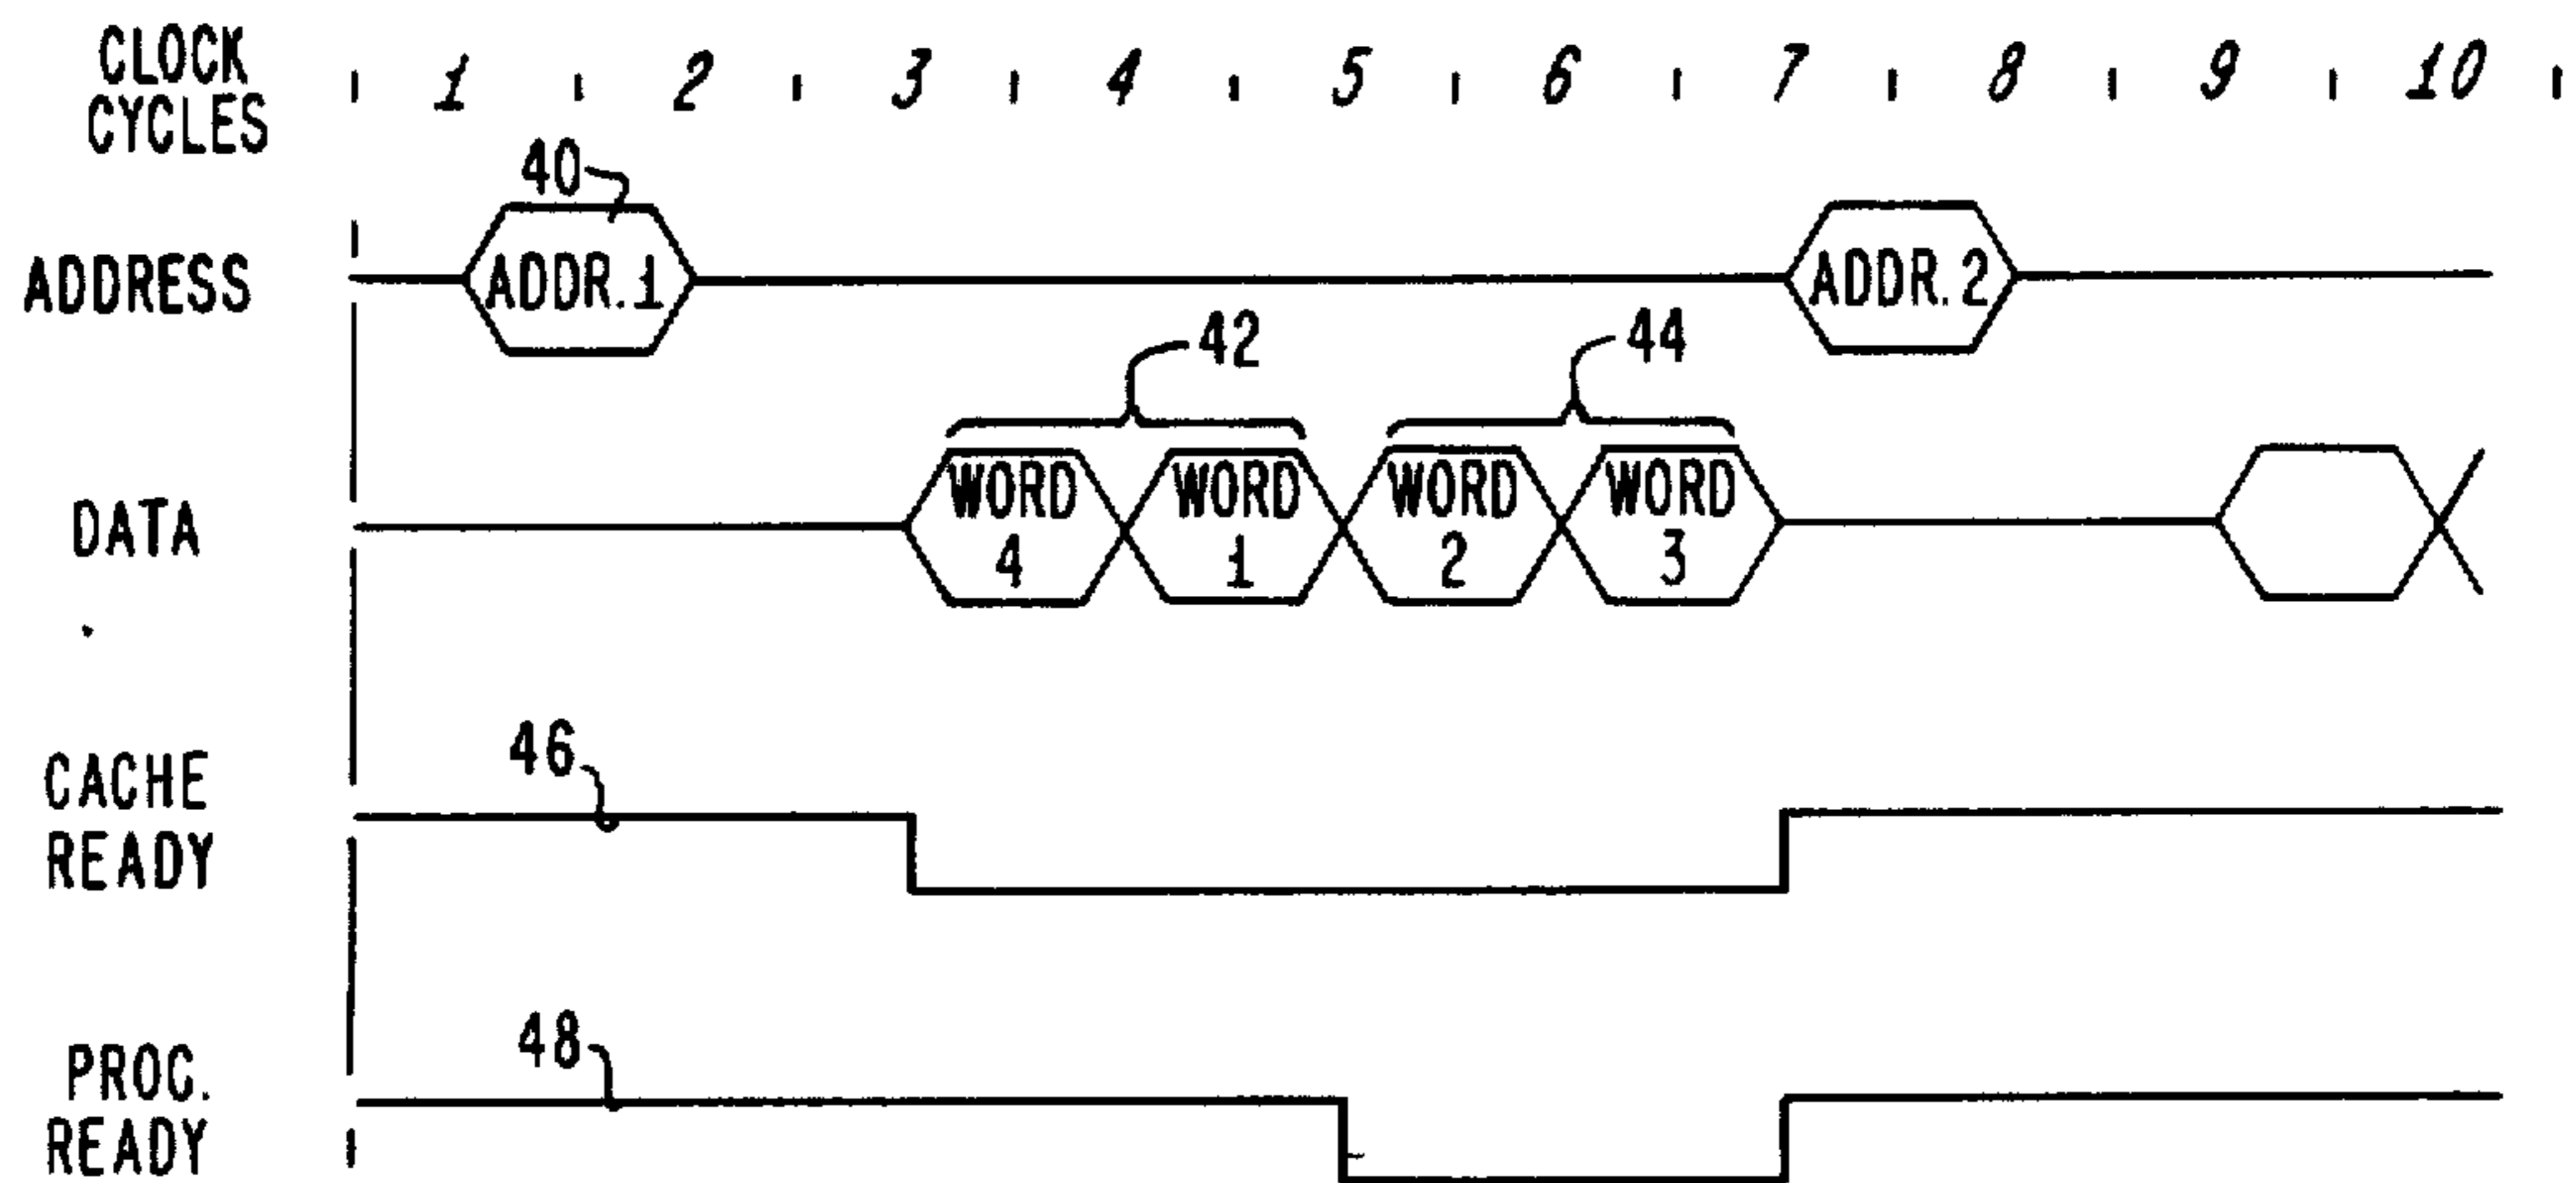 CLOCK
CYCLES
1 2 3 4 5 6 7 8 9 10
40
ADDRESS
ADDR.1
ADDR.2
42
44
DATA
WORD
4
WORD
1
WORD
2
WORD
3
CACHE
READY
46
PROC.
READY
48